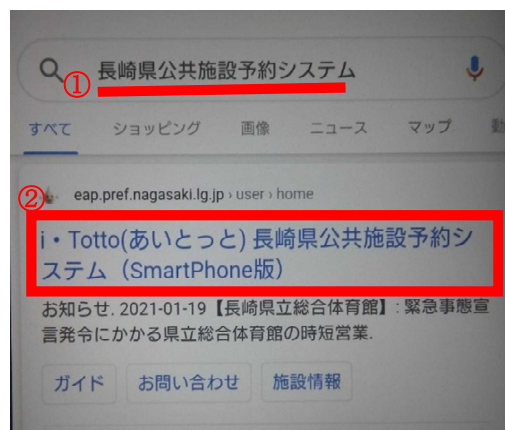 ① 長崎県公共施設予約システム
すべて ショッピング 画像 ニュース マップ
② eap.pref.nagasaki.lg.jp › user › home
i・Totto(あいとっと) 長崎県公共施設予約シ
ステム（SmartPhone版）
お知らせ. 2021-01-19【長崎県立総合体育館】: 緊急事態宣
言発令にかかる県立総合体育館の時短営業.
ガイド お問い合わせ 施設情報